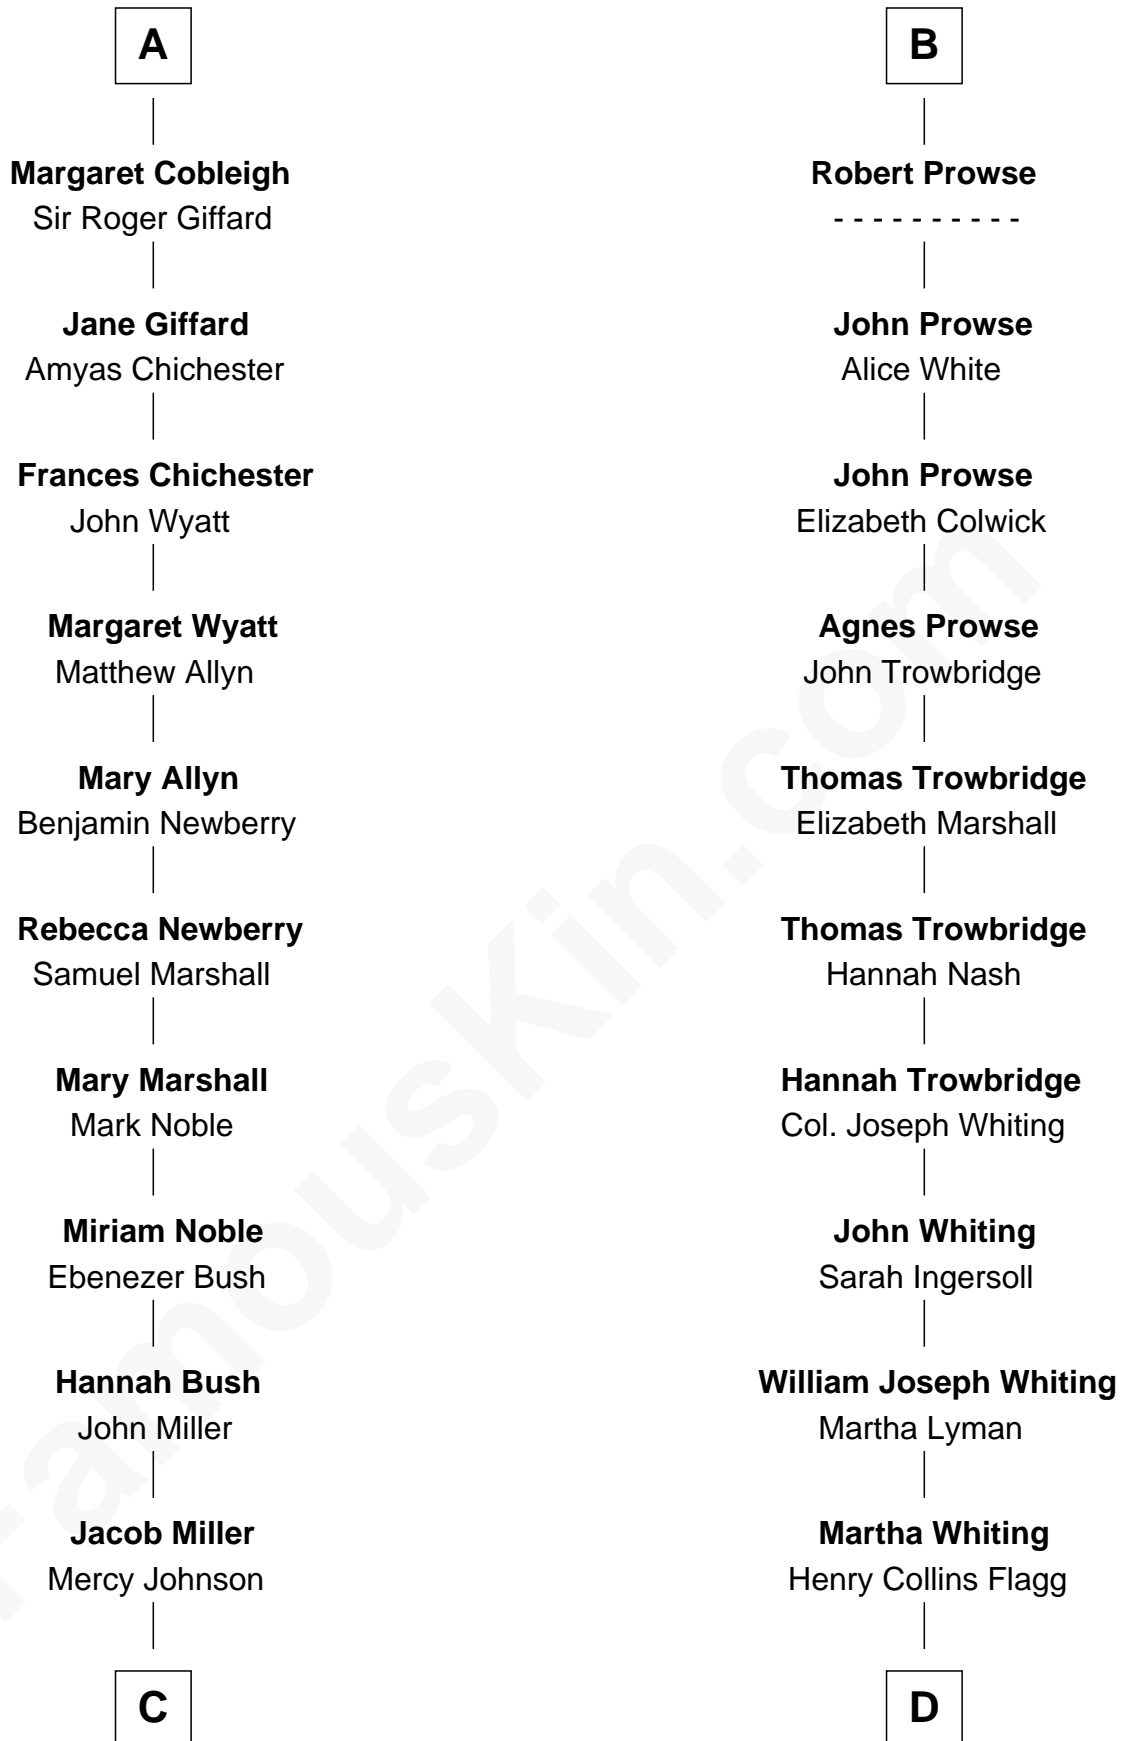 A
Margaret Cobleigh
Sir Roger Giffard
Jane Giffard
Amyas Chichester
Frances Chichester
John Wyatt
Margaret Wyatt
Matthew Allyn
Mary Allyn
Benjamin Newberry
Rebecca Newberry
Samuel Marshall
Mary Marshall
Mark Noble
Miriam Noble
Ebenezer Bush
Hannah Bush
John Miller
Jacob Miller
Mercy Johnson
C
B
Robert Prowse
- - - - - - - - - -
John Prowse
Alice White
John Prowse
Elizabeth Colwick
Agnes Prowse
John Trowbridge
Thomas Trowbridge
Elizabeth Marshall
Thomas Trowbridge
Hannah Nash
Hannah Trowbridge
Col. Joseph Whiting
John Whiting
Sarah Ingersoll
William Joseph Whiting
Martha Lyman
Martha Whiting
Henry Collins Flagg
D
FamousKin.com